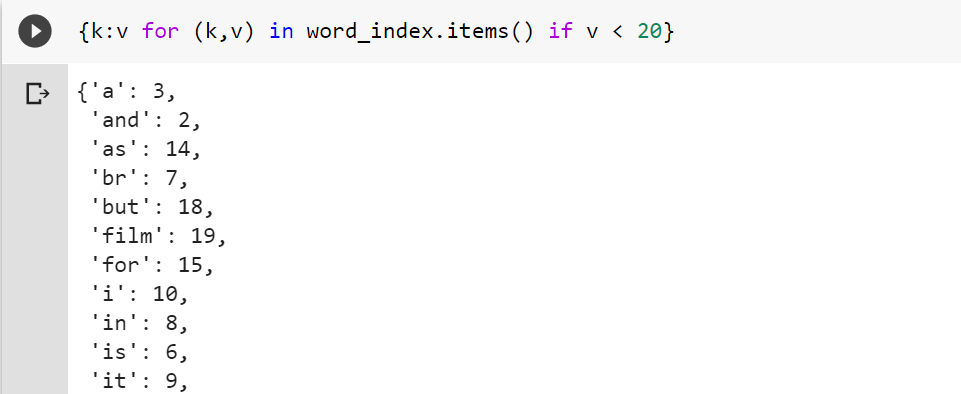 {k:v for (k,v) in word_index.items() if v < 20}
{'a': 3,
'and': 2,
'as': 14,
'br': 7,
'but': 18,
'film': 19,
'for': 15,
'i': 10,
'in': 8,
'is': 6,
'it': 9,